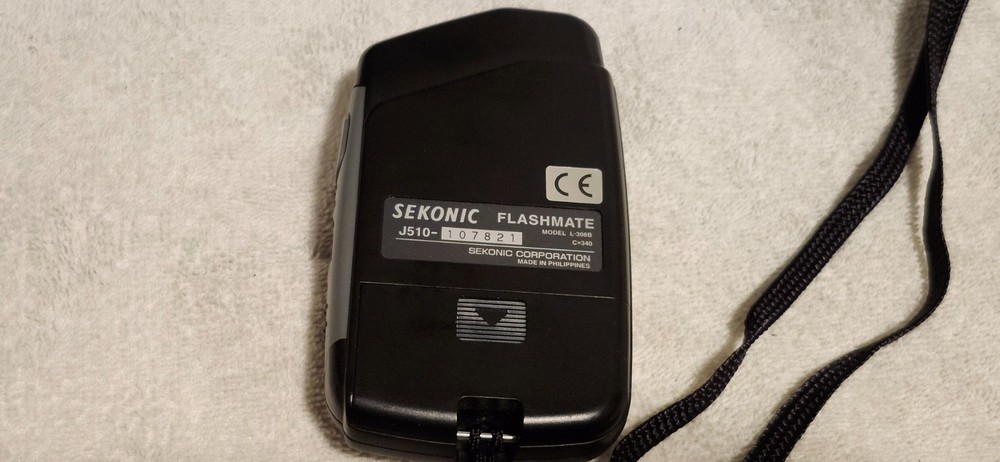 CE
SEKONIC FLASHMATE
J510-107821 MODEL L-308B
C=340
SEKONIC CORPORATION
MADE IN PHILIPPINES